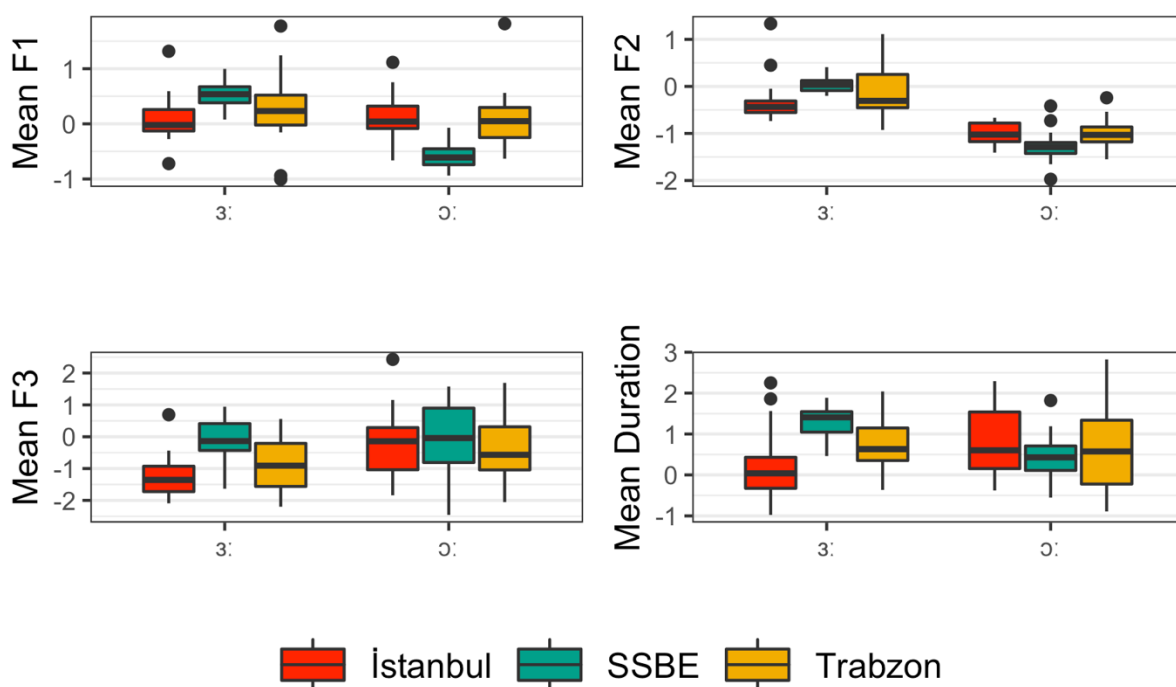 Mean F1
1
0
-1
ɜː
ɔː
Mean F2
1
0
-1
-2
ɜː
ɔː
Mean F3
2
1
0
-1
-2
ɜː
ɔː
Mean Duration
3
2
1
0
-1
ɜː
ɔː
İstanbul SSBE Trabzon